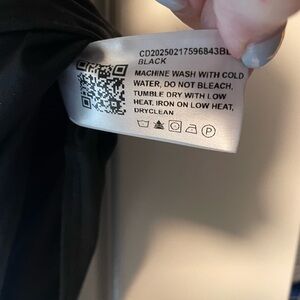 CD20250217596843BL
BLACK
MACHINE WASH WITH COLD
WATER, DO NOT BLEACH,
TUMBLE DRY WITH LOW
HEAT, IRON ON LOW HEAT,
DRYCLEAN